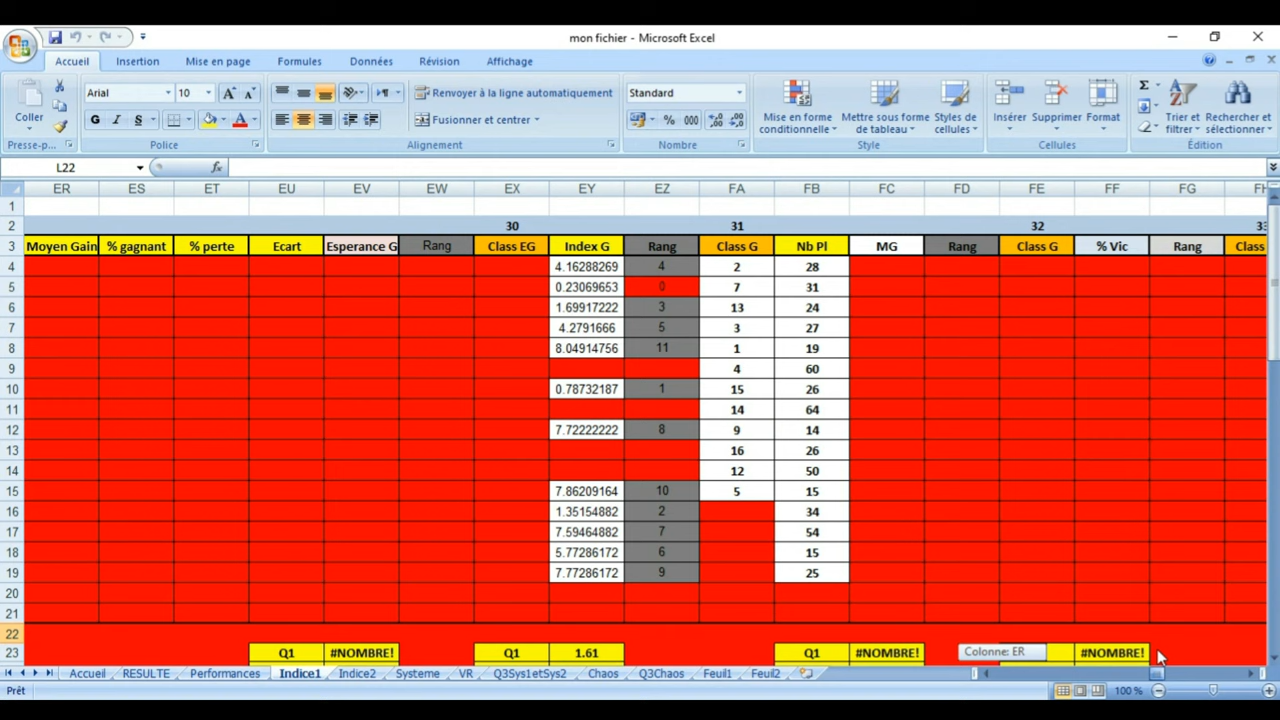 mon fichier - Microsoft Excel
Accueil Insertion Mise en page Formules Données Révision Affichage
Coller
Arial 10
G I S
Renvoyer à la ligne automatiquement
Fusionner et centrer
Standard
% 000
Mise en forme conditionnelle
Mettre sous forme de tableau
Styles de cellules
Insérer Supprimer Format
Σ
Trier et filtrer
Rechercher et sélectionner
Presse-p... Police Alignement Nombre Style Cellules Édition
L22 fx
ER ES ET EU EV EW EX EY EZ FA FB FC FD FE FF FG FH
1
2 30 31 32 33
3 Moyen Gain % gagnant % perte Ecart Esperance G Rang Class EG Index G Rang Class G Nb Pl MG Rang Class G % Vic Rang Class
4 4.16288269 4 2 28
5 0.23069653 0 7 31
6 1.69917222 3 13 24
7 4.2791666 5 3 27
8 8.04914756 11 1 19
9 4 60
10 0.78732187 1 15 26
11 14 64
12 7.72222222 8 9 14
13 16 26
14 12 50
15 7.86209164 10 5 15
16 1.35154882 2 34
17 7.59464882 7 54
18 5.77286172 6 15
19 7.77286172 9 25
20
21
22
23 Q1 #NOMBRE! Q1 1.61 Q1 #NOMBRE! Colonne: ER #NOMBRE!
Accueil RESULTE Performances Indice1 Indice2 Systeme VR Q3Sys1etSys2 Chaos Q3Chaos Feuil1 Feuil2
Prêt 100 %